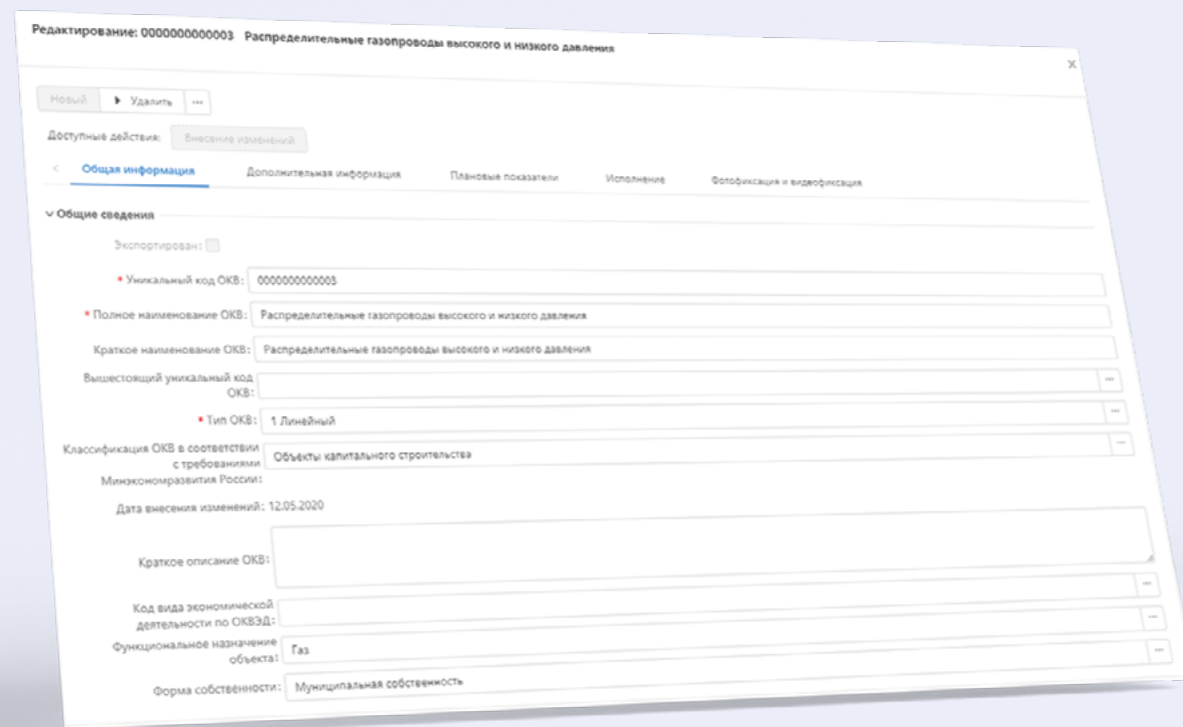 Редактирование: 0000000000003 Распределительные газопроводы высокого и низкого давления
x
Новый Удалить ...
Доступные действия: Внесение изменений
< Общая информация Дополнительная информация Плановые показатели Исполнение Фотофиксация и видеофиксация
Общие сведения
Экспортирован:
* Уникальный код ОКВ: 0000000000003
* Полное наименование ОКВ: Распределительные газопроводы высокого и низкого давления
Краткое наименование ОКВ: Распределительные газопроводы высокого и низкого давления
Вышестоящий уникальный код
ОКВ: ...
* Тип ОКВ: 1 Линейный ...
Классификация ОКВ в соответствии
с требованиями Объекты капитального строительства ...
Минэкономразвития России:
Дата внесения изменений: 12.05.2020
Краткое описание ОКВ:
Код вида экономической
деятельности по ОКВЭД: ...
Функциональное назначение
объекта: Газ ...
Форма собственности: Муниципальная собственность ...